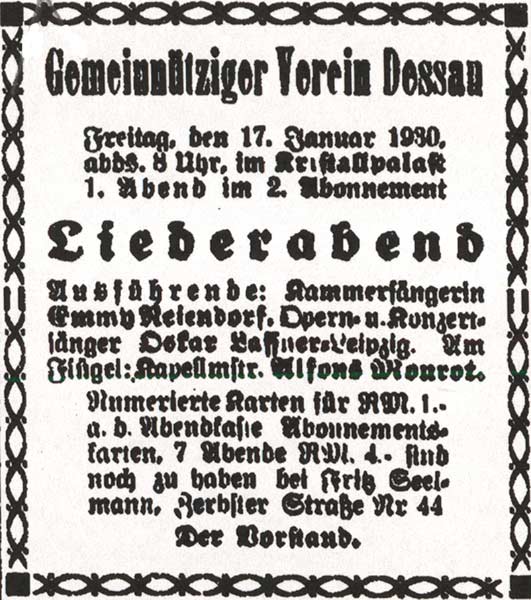 Gemeinnütziger Verein Dessau
Freitag, den 17. Januar 1930,
abds. 8 Uhr, im Kristallpalast
1. Abend im 2. Abonnement
Liederabend
Ausführende: Kammersängerin
Emmy Neiendorf. Opern- u. Konzert-
sänger Oskar Laßner-Leipzig. Am
Flügel: Kapellmstr. Alfons Mourot.
Numerierte Karten für RM. 1.-
a. d. Abendkasse Abonnements-
karten, 7 Abende RM. 4.- sind
noch zu haben bei Fritz Seel-
mann, Zerbster Straße Nr 44
Der Vorstand.